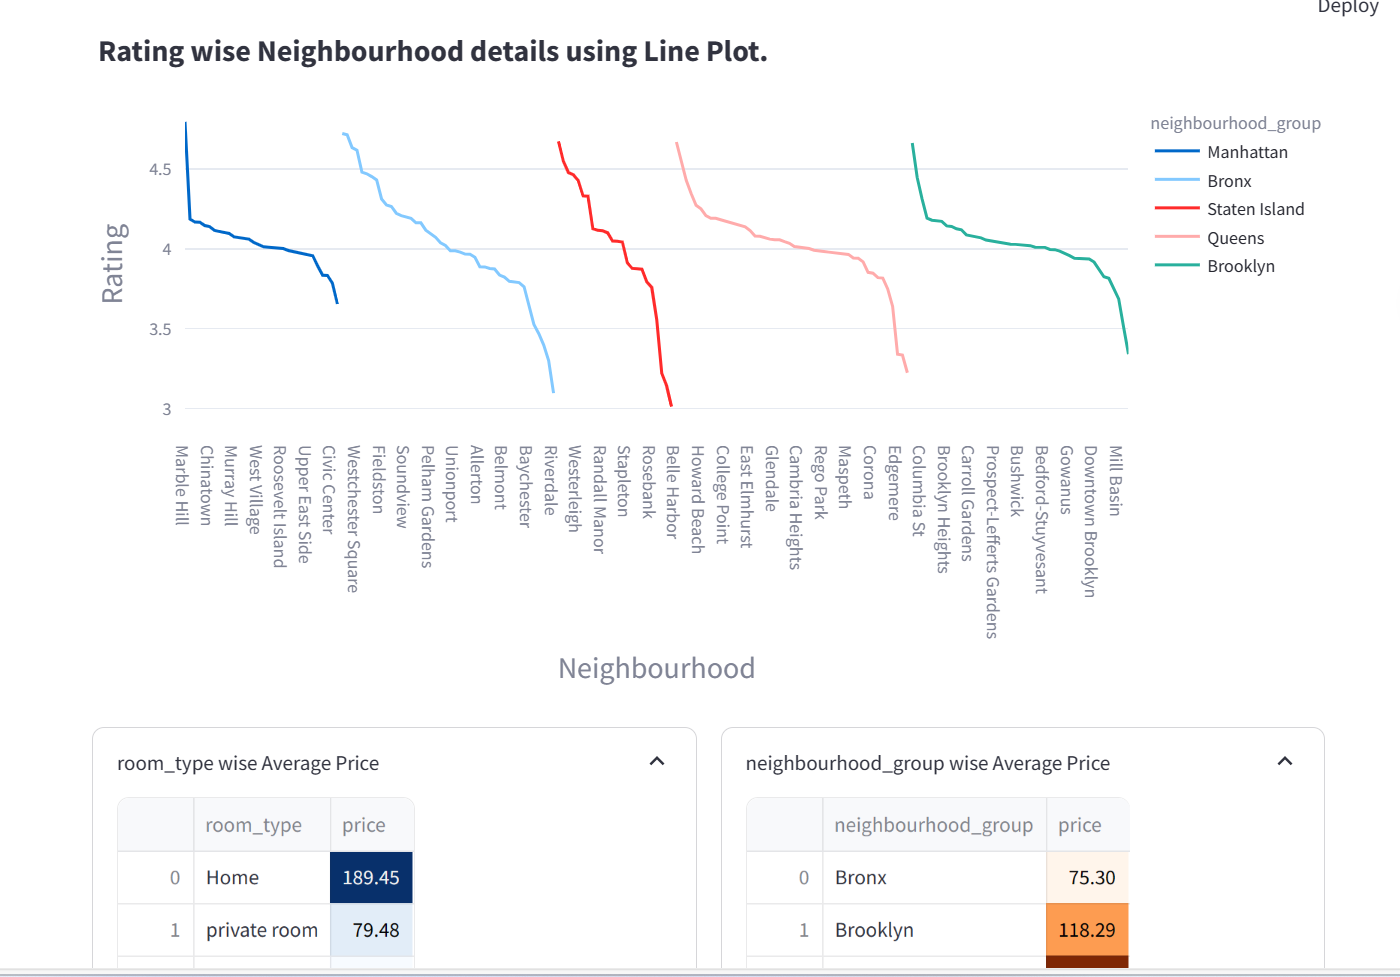 Deploy
Rating wise Neighbourhood details using Line Plot.
neighbourhood_group
Manhattan
Bronx
Staten Island
Queens
Brooklyn
Rating
4.5
4
3.5
3
Marble Hill
Chinatown
Murray Hill
West Village
Roosevelt Island
Upper East Side
Civic Center
Westchester Square
Fieldston
Soundview
Pelham Gardens
Unionport
Allerton
Belmont
Baychester
Riverdale
Westerleigh
Randall Manor
Stapleton
Rosebank
Belle Harbor
Howard Beach
College Point
East Elmhurst
Glendale
Cambria Heights
Rego Park
Maspeth
Corona
Edgemere
Columbia St
Brooklyn Heights
Carroll Gardens
Prospect-Lefferts Gardens
Bushwick
Bedford-Stuyvesant
Gowanus
Downtown Brooklyn
Mill Basin
Neighbourhood
room_type wise Average Price
room_type price
0 Home 189.45
1 private room 79.48
neighbourhood_group wise Average Price
neighbourhood_group price
0 Bronx 75.30
1 Brooklyn 118.29